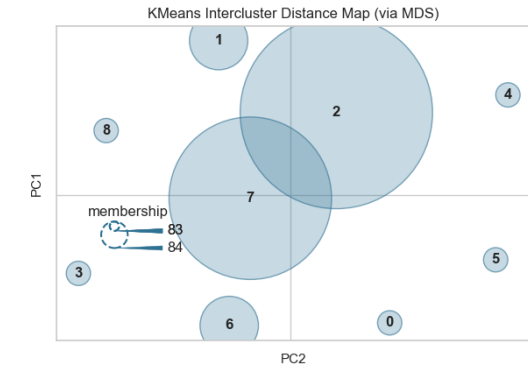 KMeans Intercluster Distance Map (via MDS)
1
4
2
8
PC1
7
membership
83
84
5
3
6
0
PC2